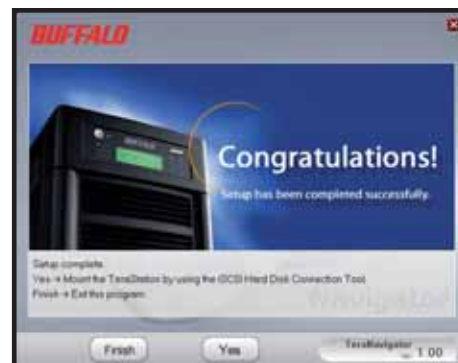 BUFFALO
Congratulations!
Setup has been completed successfully.
Setup complete.
Yes → Mount the TeraStation by using the iSCSI Hard Disk Connection Tool.
Finish → Exit this program.
Navigator
Finish
Yes
TeraNavigator
1.00